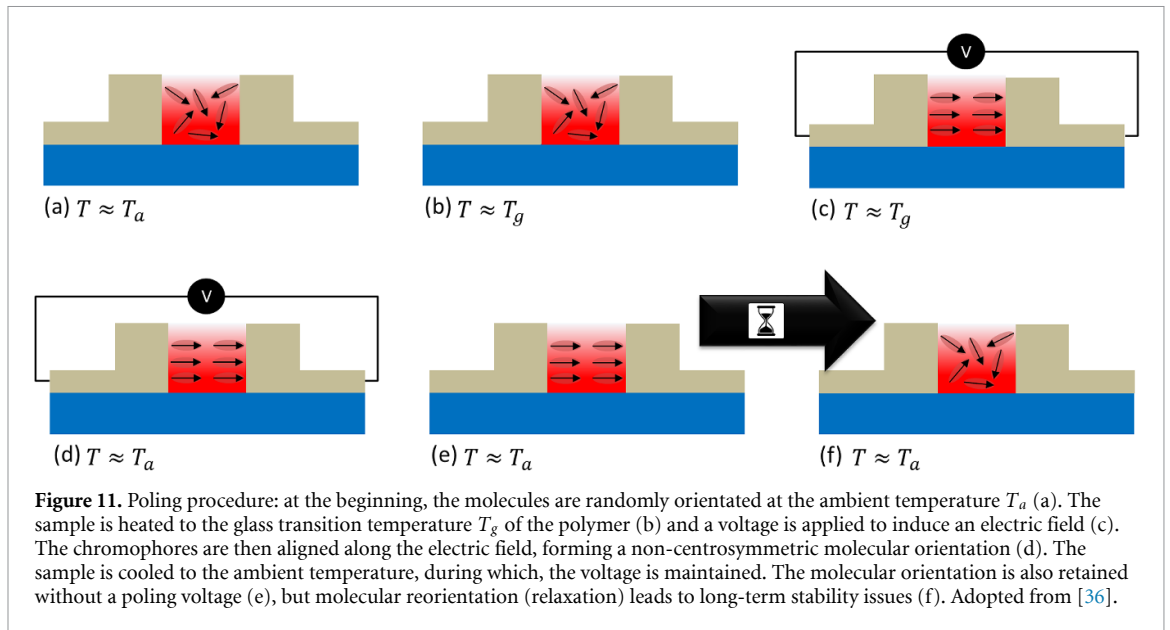 V
(a) T ≈ Tₐ
(b) T ≈ T_g
(c) T ≈ T_g
V
(d) T ≈ Tₐ
(e) T ≈ Tₐ
(f) T ≈ Tₐ
Figure 11. Poling procedure: at the beginning, the molecules are randomly orientated at the ambient temperature Tₐ (a). The
sample is heated to the glass transition temperature T_g of the polymer (b) and a voltage is applied to induce an electric field (c).
The chromophores are then aligned along the electric field, forming a non-centrosymmetric molecular orientation (d). The
sample is cooled to the ambient temperature, during which, the voltage is maintained. The molecular orientation is also retained
without a poling voltage (e), but molecular reorientation (relaxation) leads to long-term stability issues (f). Adopted from [36].